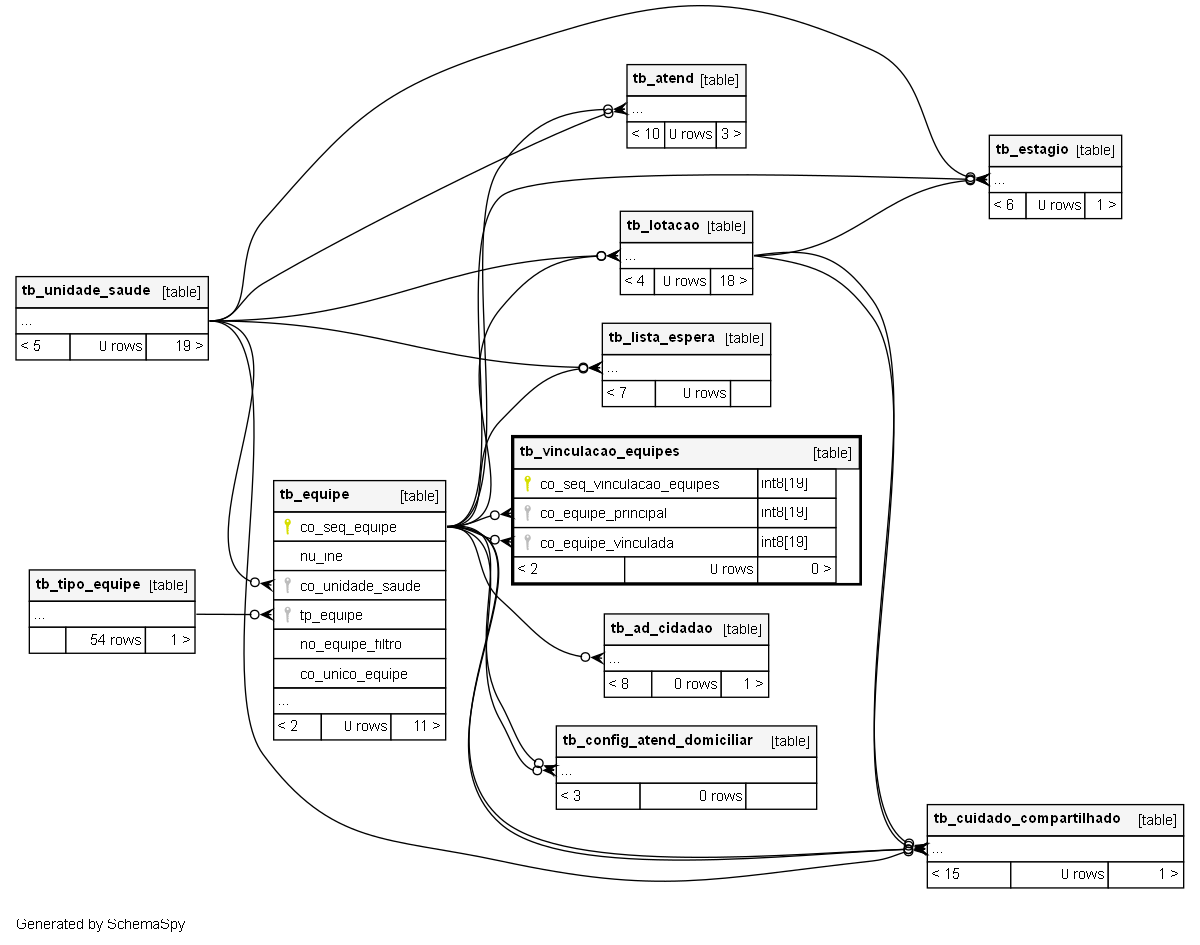 tb_atend [table]
...
< 10 0 rows 3 >
tb_estagio [table]
...
< 6 0 rows 1 >
tb_lotacao [table]
...
< 4 0 rows 18 >
tb_unidade_saude [table]
...
< 5 0 rows 19 >
tb_lista_espera [table]
...
< 7 0 rows
tb_vinculacao_equipes [table]
co_seq_vinculacao_equipes int8[19]
co_equipe_principal int8[19]
co_equipe_vinculada int8[19]
< 2 0 rows 0 >
tb_equipe [table]
co_seq_equipe
nu_ine
co_unidade_saude
tp_equipe
no_equipe_filtro
co_unico_equipe
...
< 2 0 rows 11 >
tb_tipo_equipe [table]
...
54 rows 1 >
tb_ad_cidadao [table]
...
< 8 0 rows 1 >
tb_config_atend_domiciliar [table]
...
< 3 0 rows
tb_cuidado_compartilhado [table]
...
< 15 0 rows 1 >
Generated by SchemaSpy